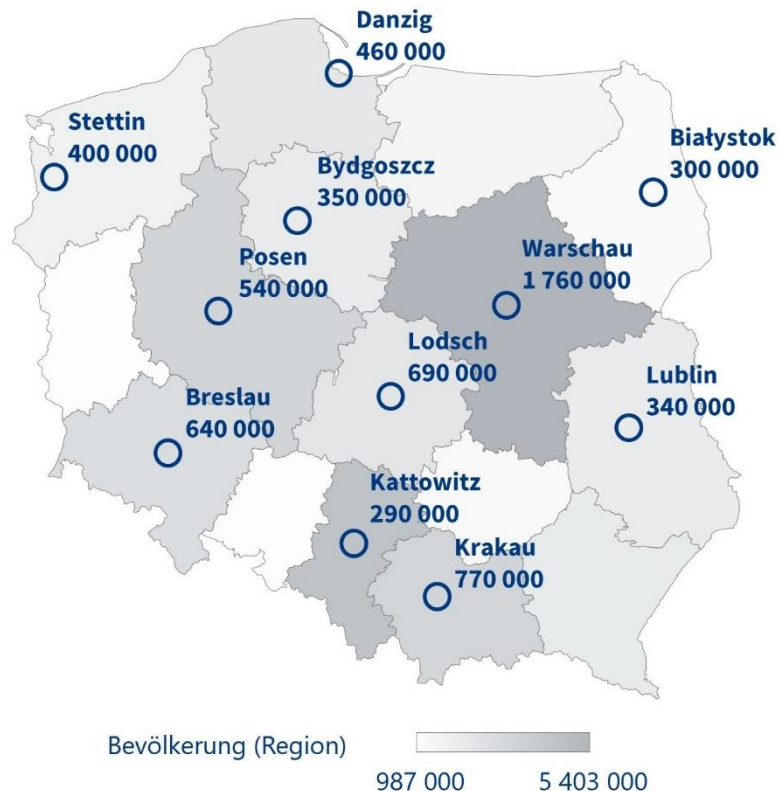 Danzig
460 000
Stettin
400 000
Białystok
300 000
Bydgoszcz
350 000
Warschau
1 760 000
Posen
540 000
Lodsch
690 000
Lublin
340 000
Breslau
640 000
Kattowitz
290 000
Krakau
770 000
Bevölkerung (Region)
987 000 5 403 000